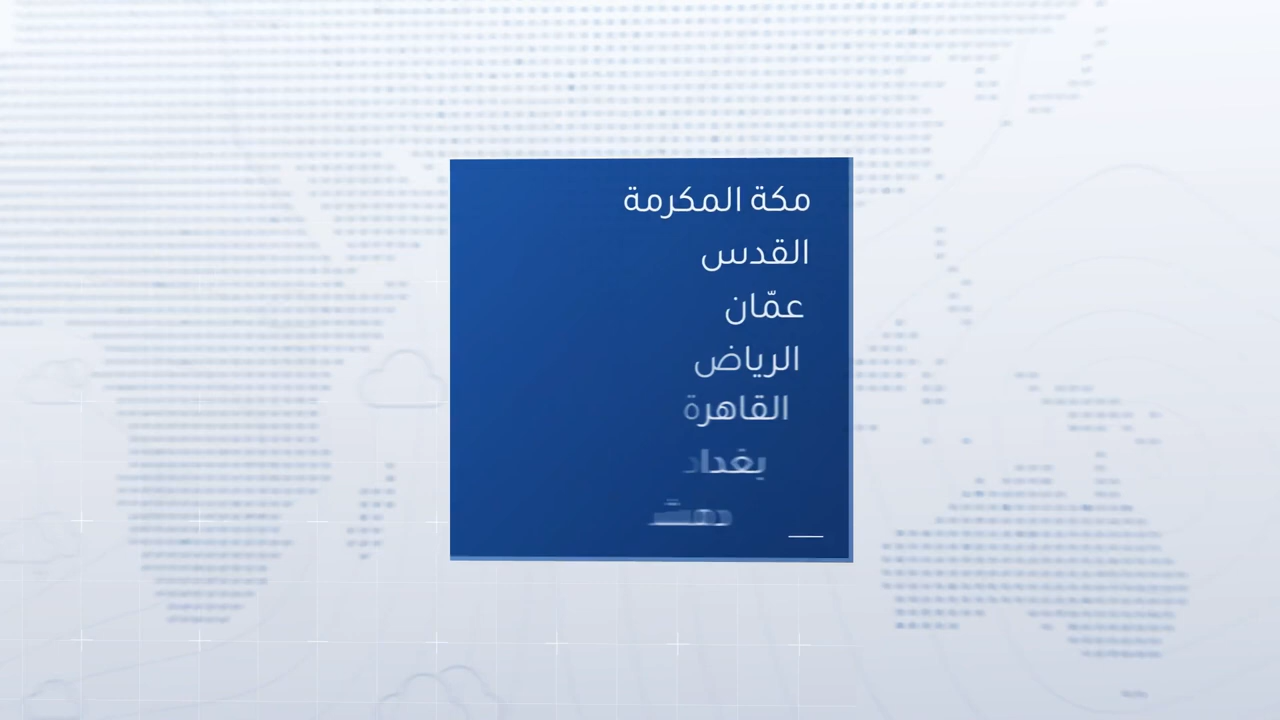 مكة المكرمة
القدس
عمّان
الرياض
القاهرة
بغداد